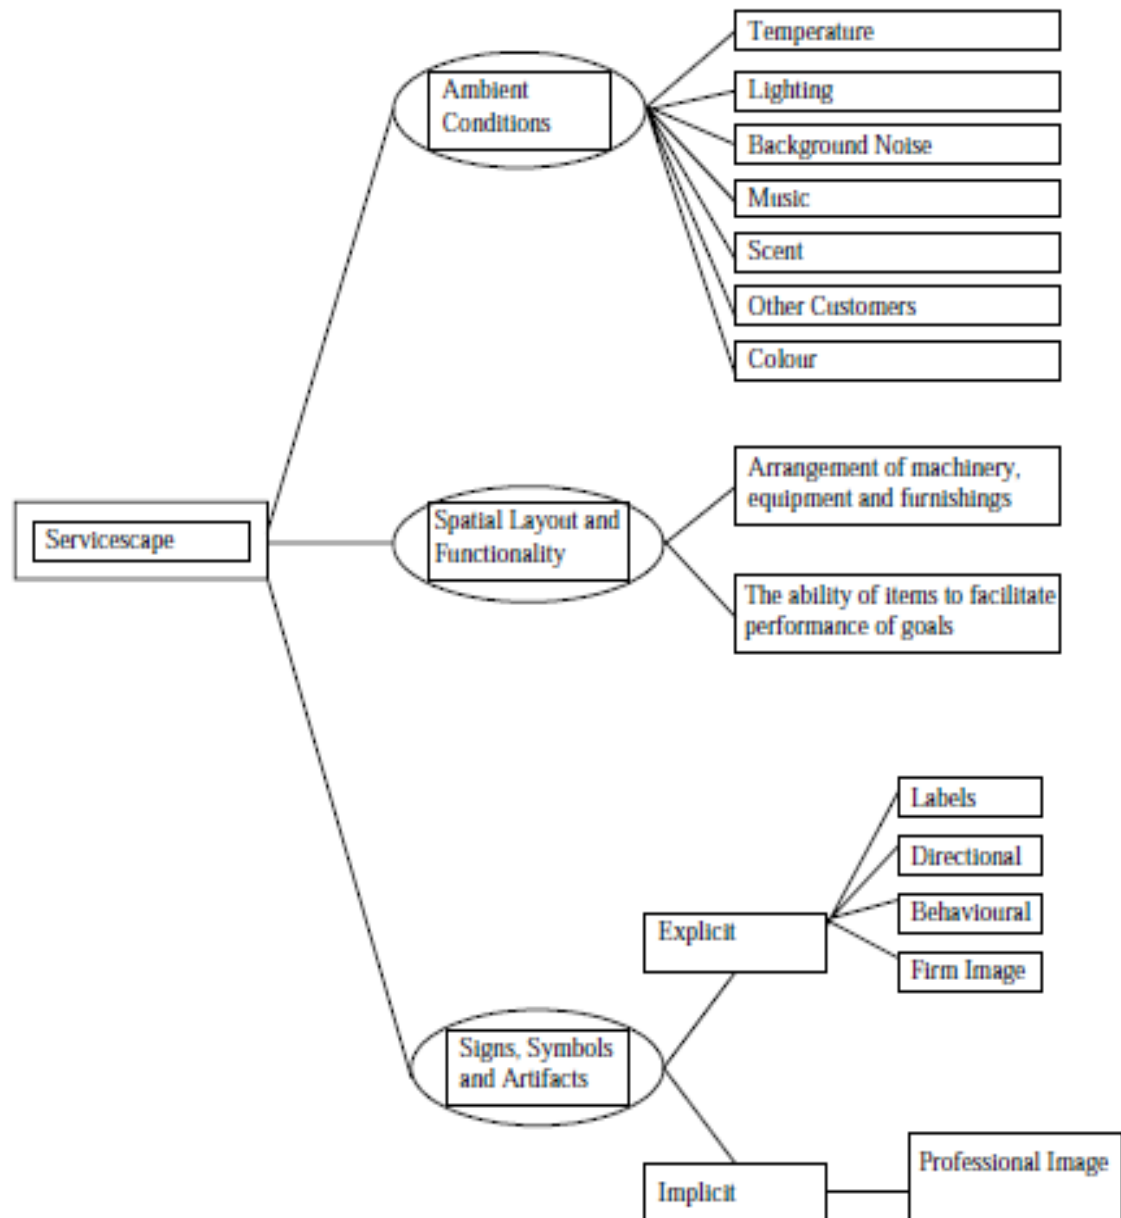 Temperature
Ambient
Conditions
Lighting
Background Noise
Music
Scent
Other Customers
Colour
Arrangement of machinery,
equipment and furnishings
Servicescape
Spatial Layout and
Functionality
The ability of items to facilitate
performance of goals
Labels
Directional
Behavioural
Firm Image
Explicit
Signs, Symbols
and Artifacts
Implicit
Professional Image